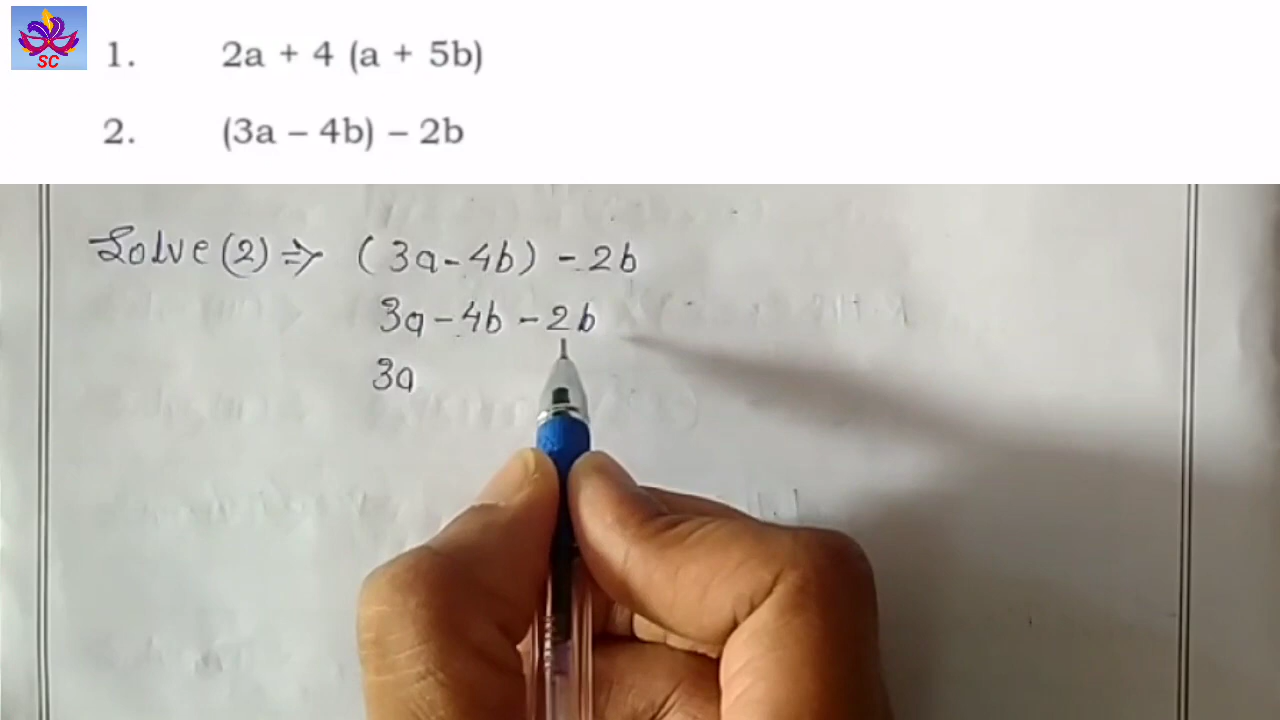 SC
1. 2a + 4 (a + 5b)
2. (3a – 4b) – 2b
Solve (2) ⇒ (3a - 4b) - 2b
3a - 4b - 2b
3a